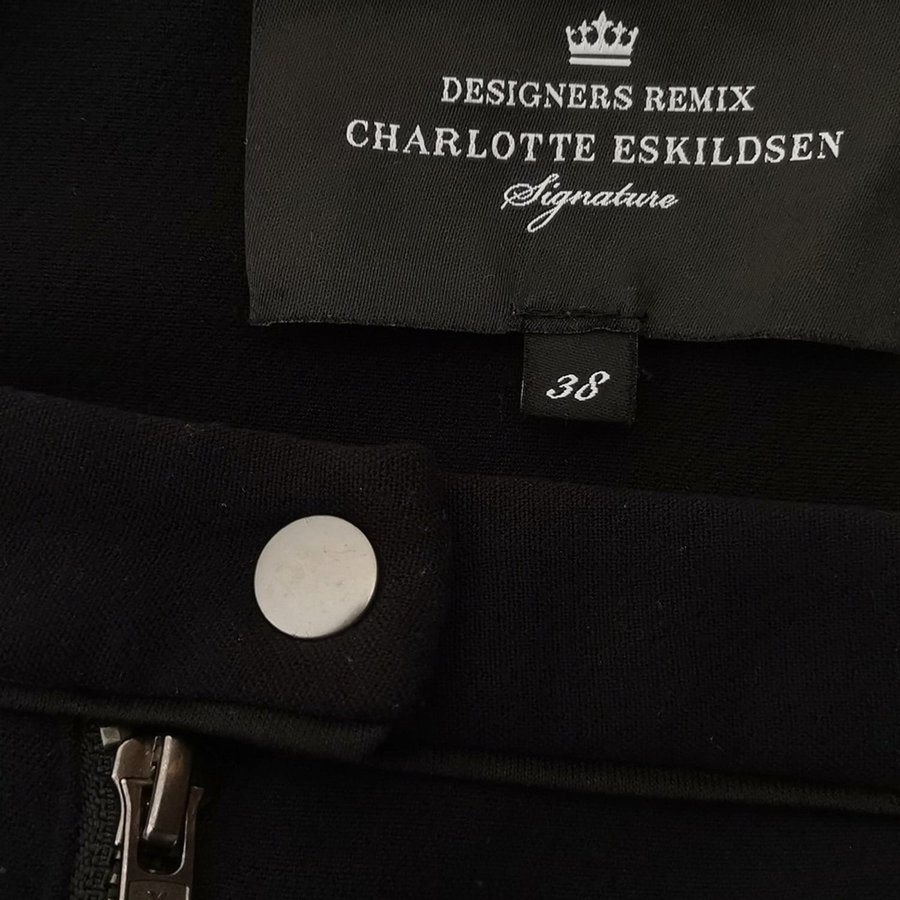 DESIGNERS REMIX
CHARLOTTE ESKILDSEN
Signature
38